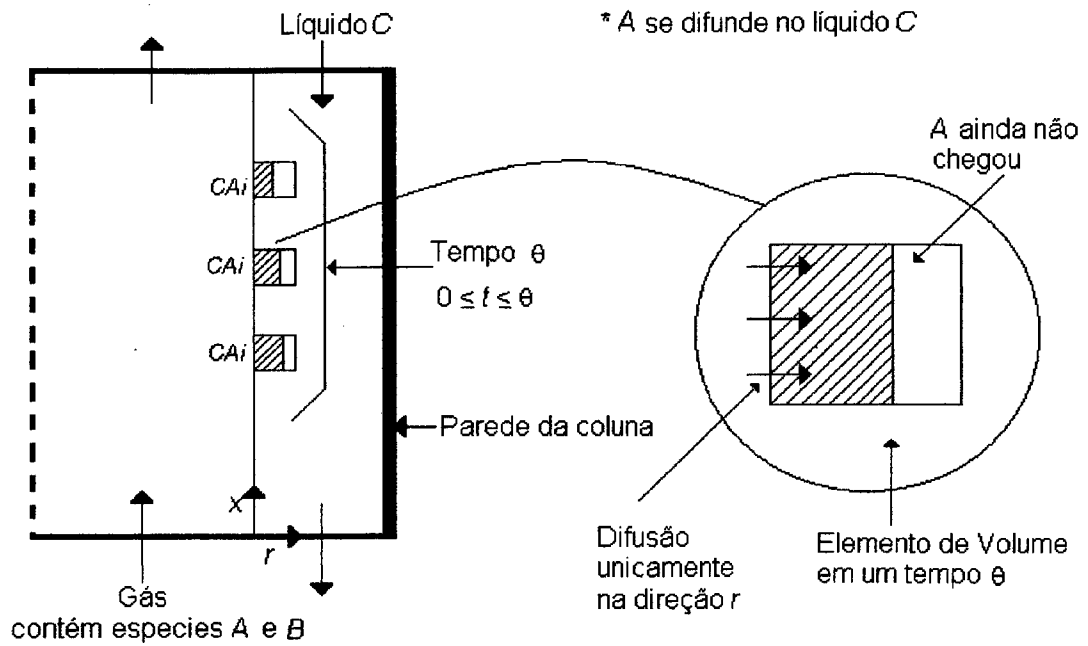 Líquido C
* A se difunde no líquido C
A ainda não
chegou
CAi
CAi
CAi
Tempo θ
0 ≤ t ≤ θ
Parede da coluna
x
r
Gás
contém especies A e B
Difusão
unicamente
na direção r
Elemento de Volume
em um tempo θ